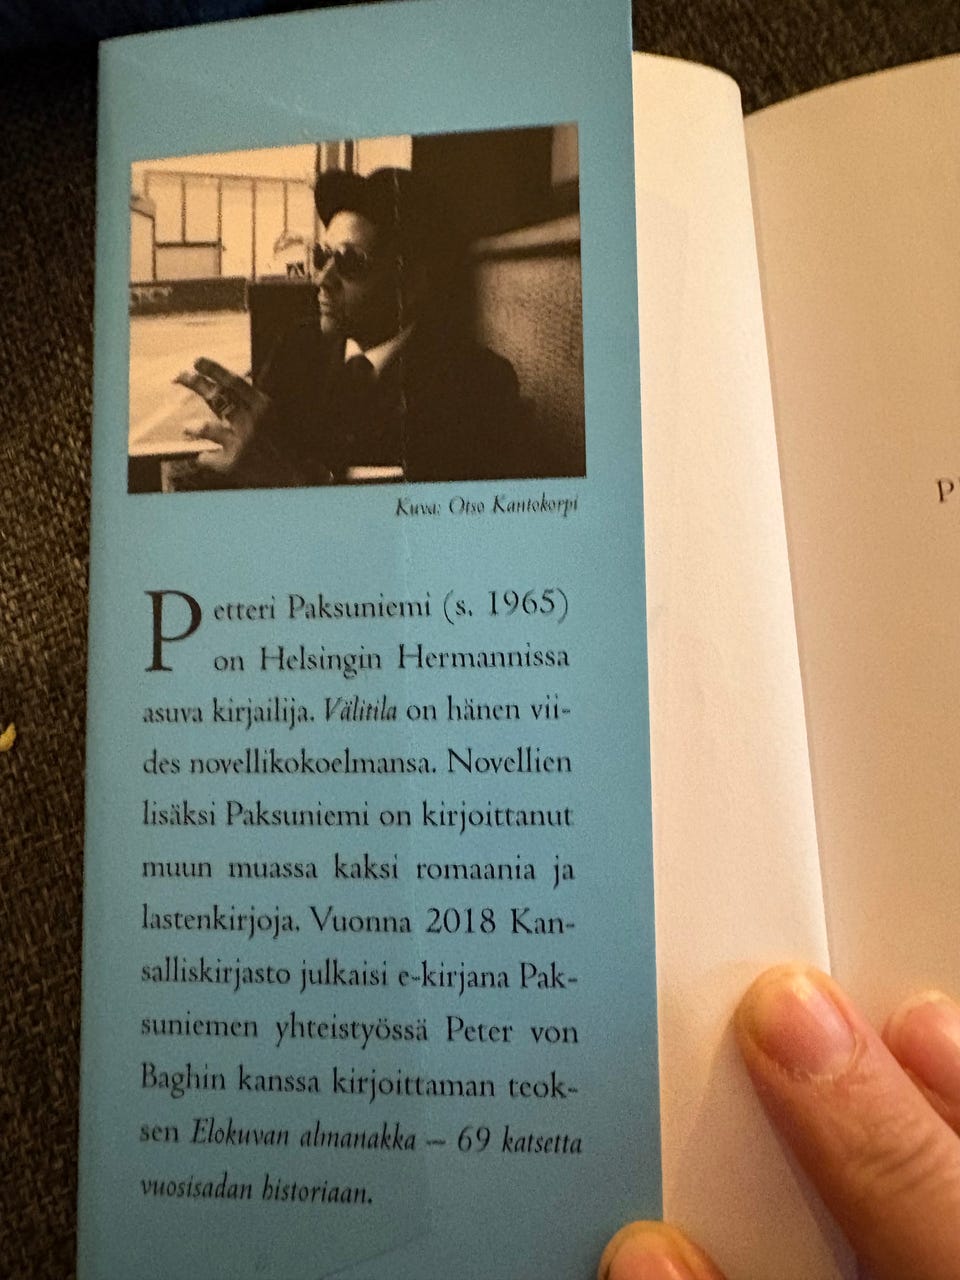 Kuva: Otso Kantokorpi
Petteri Paksuniemi (s. 1965)
on Helsingin Hermannissa
asuva kirjailija. Välitila on hänen vii-
des novellikokoelmansa. Novellien
lisäksi Paksuniemi on kirjoittanut
muun muassa kaksi romaania ja
lastenkirjoja. Vuonna 2018 Kan-
salliskirjasto julkaisi e-kirjana Pak-
suniemen yhteistyössä Peter von
Baghin kanssa kirjoittaman teok-
sen Elokuvan almanakka – 69 katsetta
vuosisadan historiaan.
P